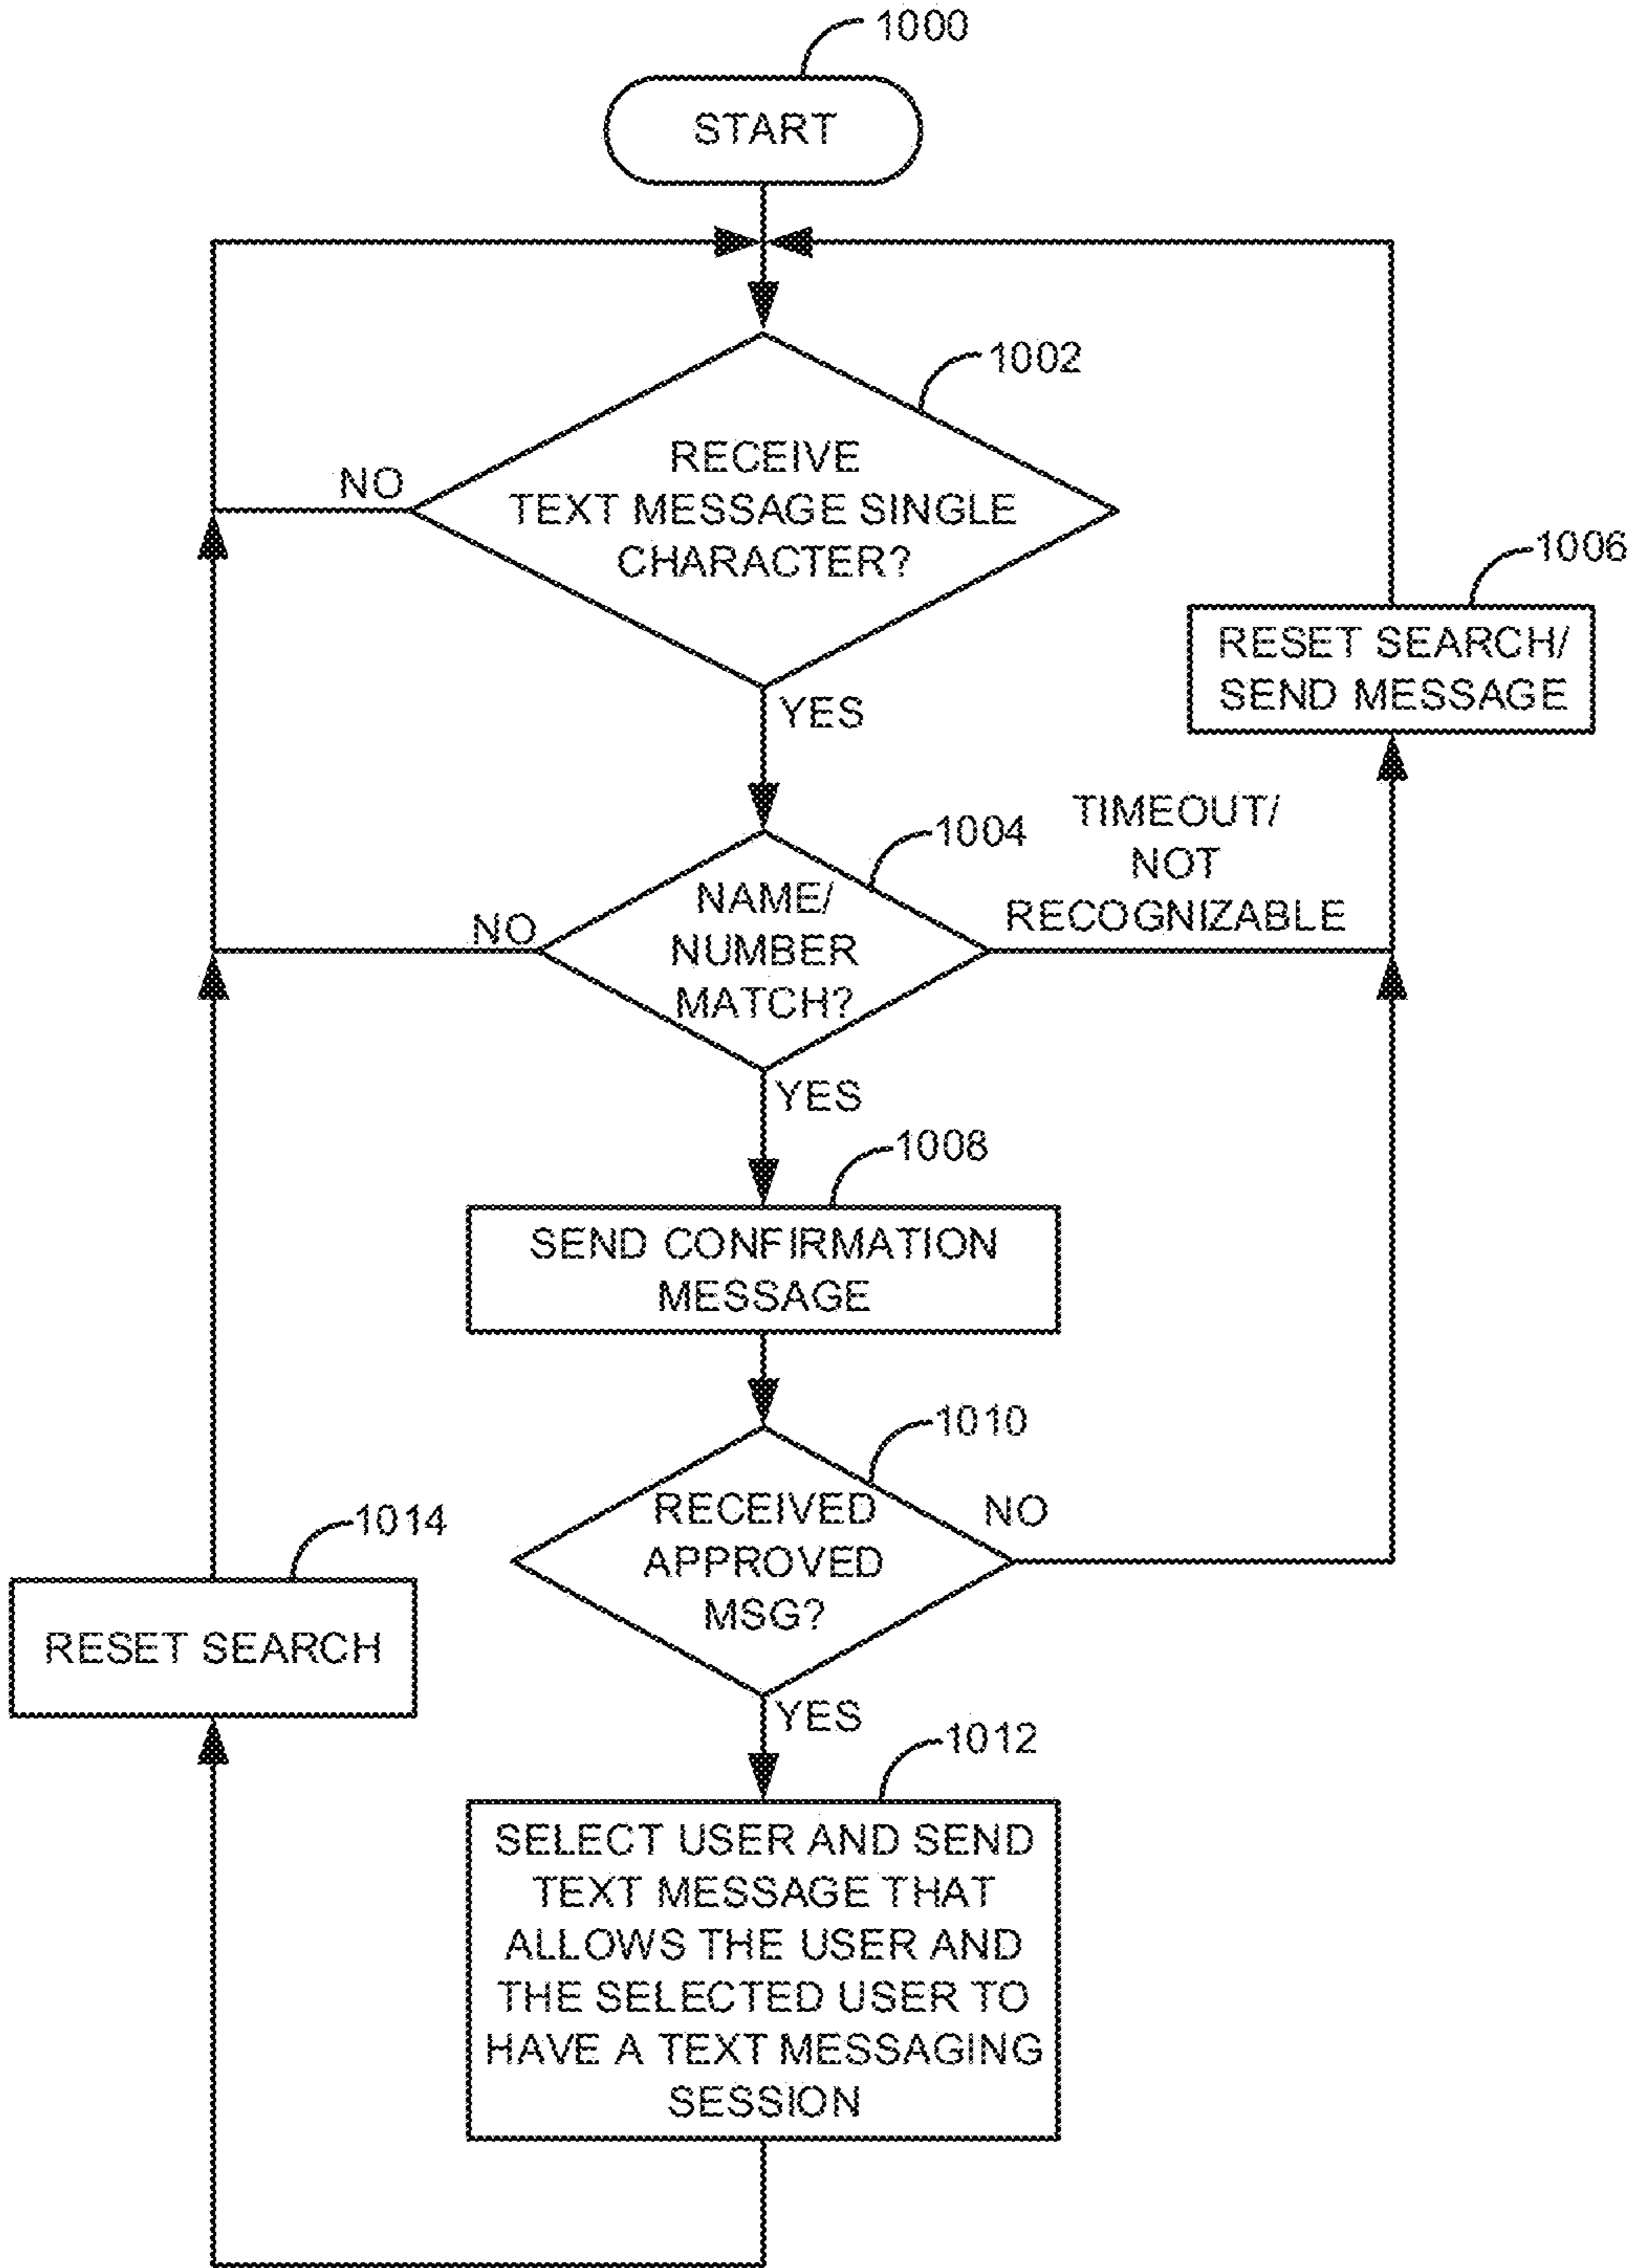 1000
START
1002
RECEIVE
TEXT MESSAGE SINGLE
CHARACTER?
NO
YES
1006
RESET SEARCH/
SEND MESSAGE
1004
NAME/
NUMBER
MATCH?
NO
TIMEOUT/
NOT
RECOGNIZABLE
YES
1008
SEND CONFIRMATION
MESSAGE
1010
RECEIVED
APPROVED
MSG?
NO
YES
1014
RESET SEARCH
1012
SELECT USER AND SEND
TEXT MESSAGE THAT
ALLOWS THE USER AND
THE SELECTED USER TO
HAVE A TEXT MESSAGING
SESSION